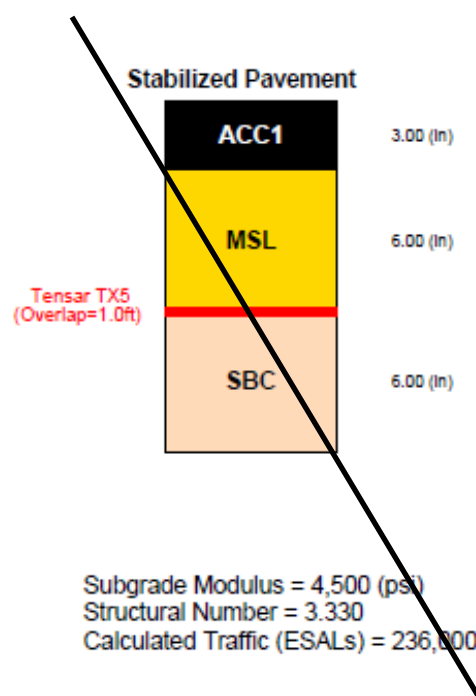 Stabilized Pavement
ACC1
3.00 (in)
MSL
6.00 (in)
Tensar TX5
(Overlap=1.0ft)
SBC
6.00 (in)
Subgrade Modulus = 4,500 (psi)
Structural Number = 3.330
Calculated Traffic (ESALs) = 236,000